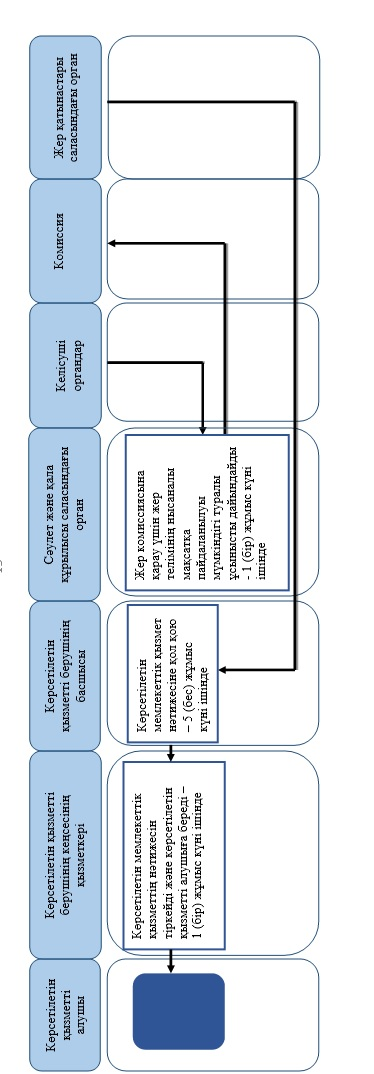 Көрсетілетін
қызметті
алушы
Көрсетілетін қызметті
берушінің кеңсесінің
қызметкері
Көрсетілетін
қызметті берушінің
басшысы
Сәулет және қала
құрылысы саласындағы
орган
Келісуші
органдар
Комиссия
Жер қатынастары
саласындағы орган
Көрсетілетін мемлекеттік
қызметтің нәтижесін
тіркейді және көрсетілетін
қызметті алушыға береді –
1 (бір) жұмыс күні ішінде
Көрсетілетін
мемлекеттік қызмет
нәтижесіне қол қою
– 5 (бес) жұмыс
күні ішінде
Жер комиссиясына
қарау үшін жер
телімінің нысаналы
мақсатқа
пайдаланылуы
мүмкіндігі туралы
ұсынысты дайындайды
- 1 (бір) жұмыс күні
ішінде